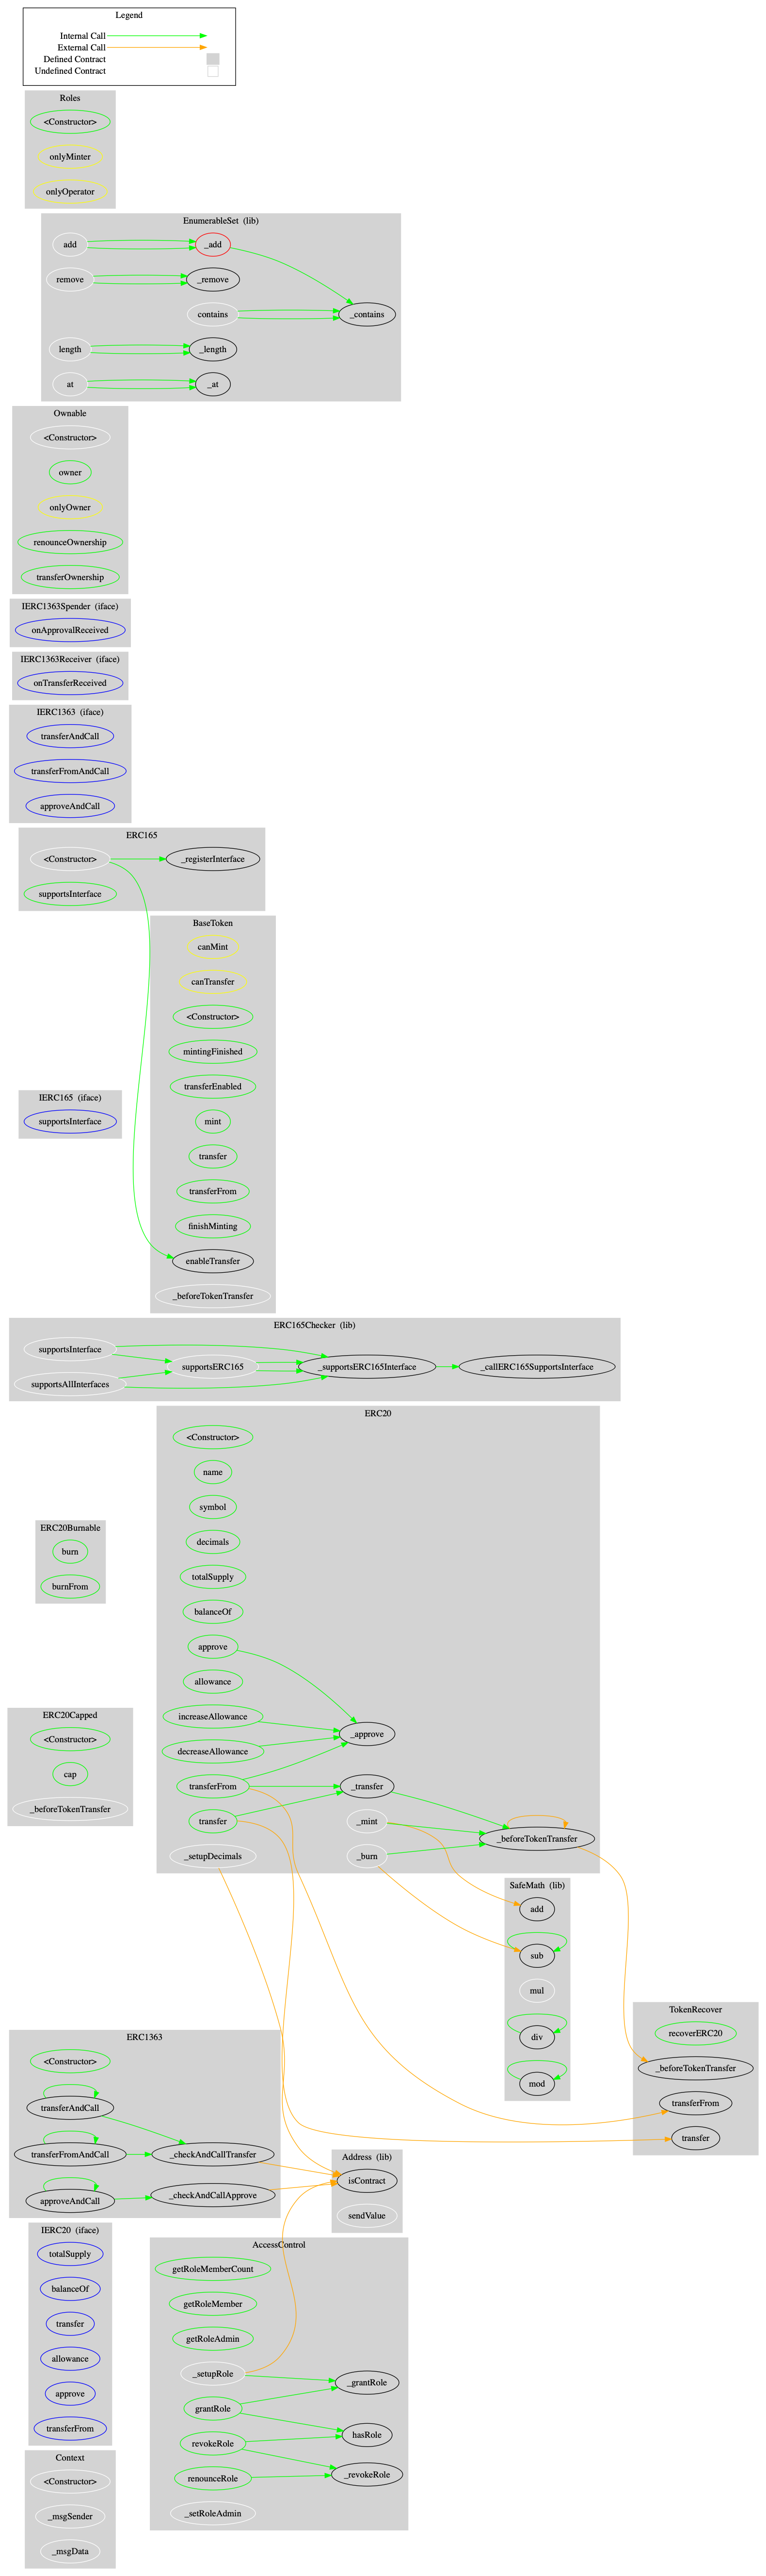 Legend
Internal Call
External Call
Defined Contract
Undefined Contract
Roles
<Constructor>
onlyMinter
onlyOperator
EnumerableSet (lib)
add
_add
remove
_remove
contains
_contains
length
_length
at
_at
Ownable
<Constructor>
owner
onlyOwner
renounceOwnership
transferOwnership
IERC1363Spender (iface)
onApprovalReceived
IERC1363Receiver (iface)
onTransferReceived
IERC1363 (iface)
transferAndCall
transferFromAndCall
approveAndCall
ERC165
<Constructor>
_registerInterface
supportsInterface
BaseToken
canMint
canTransfer
<Constructor>
mintingFinished
transferEnabled
mint
transfer
transferFrom
finishMinting
enableTransfer
_beforeTokenTransfer
IERC165 (iface)
supportsInterface
ERC165Checker (lib)
supportsInterface
supportsERC165
_supportsERC165Interface
_callERC165SupportsInterface
supportsAllInterfaces
ERC20
<Constructor>
name
symbol
decimals
totalSupply
balanceOf
approve
allowance
increaseAllowance
_approve
decreaseAllowance
transferFrom
_transfer
transfer
_mint
_beforeTokenTransfer
_setupDecimals
_burn
ERC20Burnable
burn
burnFrom
ERC20Capped
<Constructor>
cap
_beforeTokenTransfer
SafeMath (lib)
add
sub
mul
div
mod
TokenRecover
recoverERC20
_beforeTokenTransfer
transferFrom
transfer
ERC1363
<Constructor>
transferAndCall
transferFromAndCall
_checkAndCallTransfer
approveAndCall
_checkAndCallApprove
Address (lib)
isContract
sendValue
IERC20 (iface)
totalSupply
balanceOf
transfer
allowance
approve
transferFrom
AccessControl
getRoleMemberCount
getRoleMember
getRoleAdmin
_setupRole
_grantRole
grantRole
hasRole
revokeRole
_revokeRole
renounceRole
_setRoleAdmin
Context
<Constructor>
_msgSender
_msgData